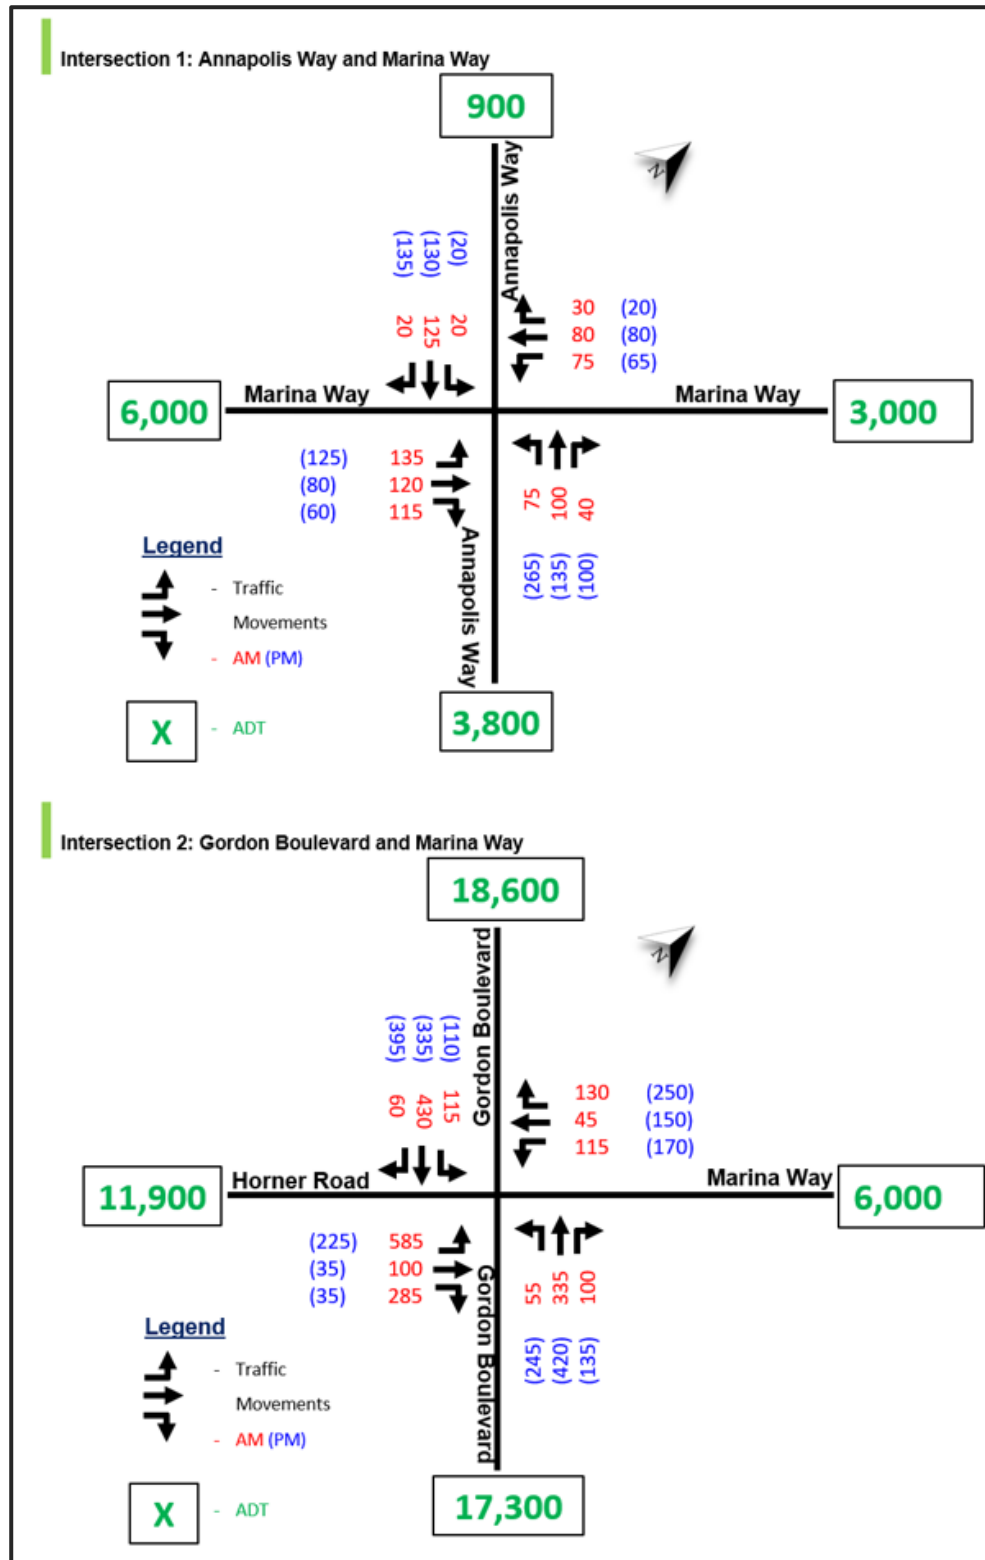 Intersection 1: Annapolis Way and Marina Way
900
Annapolis Way
N
(135) (130) (20)
20 125 20
30 (20)
80 (80)
75 (65)
Marina Way
Marina Way
6,000
3,000
(125) 135
(80) 120
(60) 115
75 100 40
(265) (135) (100)
Annapolis Way
Legend
- Traffic
Movements
- AM (PM)
X - ADT
3,800
Intersection 2: Gordon Boulevard and Marina Way
18,600
Gordon Boulevard
N
(395) (335) (110)
60 430 115
130 (250)
45 (150)
115 (170)
Horner Road
Marina Way
11,900
6,000
(225) 585
(35) 100
(35) 285
55 335 100
(245) (420) (135)
Gordon Boulevard
Legend
- Traffic
Movements
- AM (PM)
X - ADT
17,300